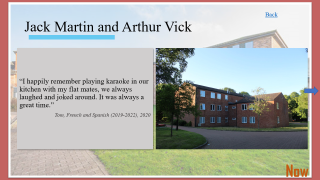 Jack Martin and Arthur Vick
Back
"I happily remember playing karaoke in our
kitchen with my flat mates, we always
laughed and joked around. It was always a
great time."
Tom, French and Spanish (2019-2022), 2020
Now